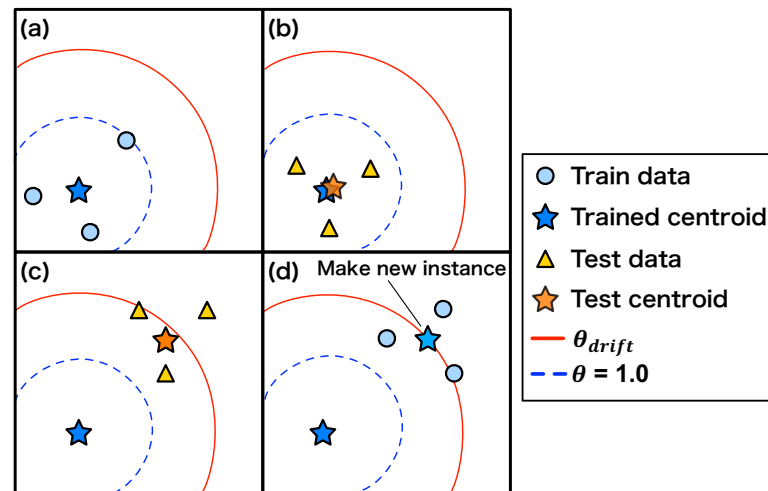 (a)
(b)
(c)
(d)
Make new instance
Train data
Trained centroid
Test data
Test centroid
θdrift
θ = 1.0